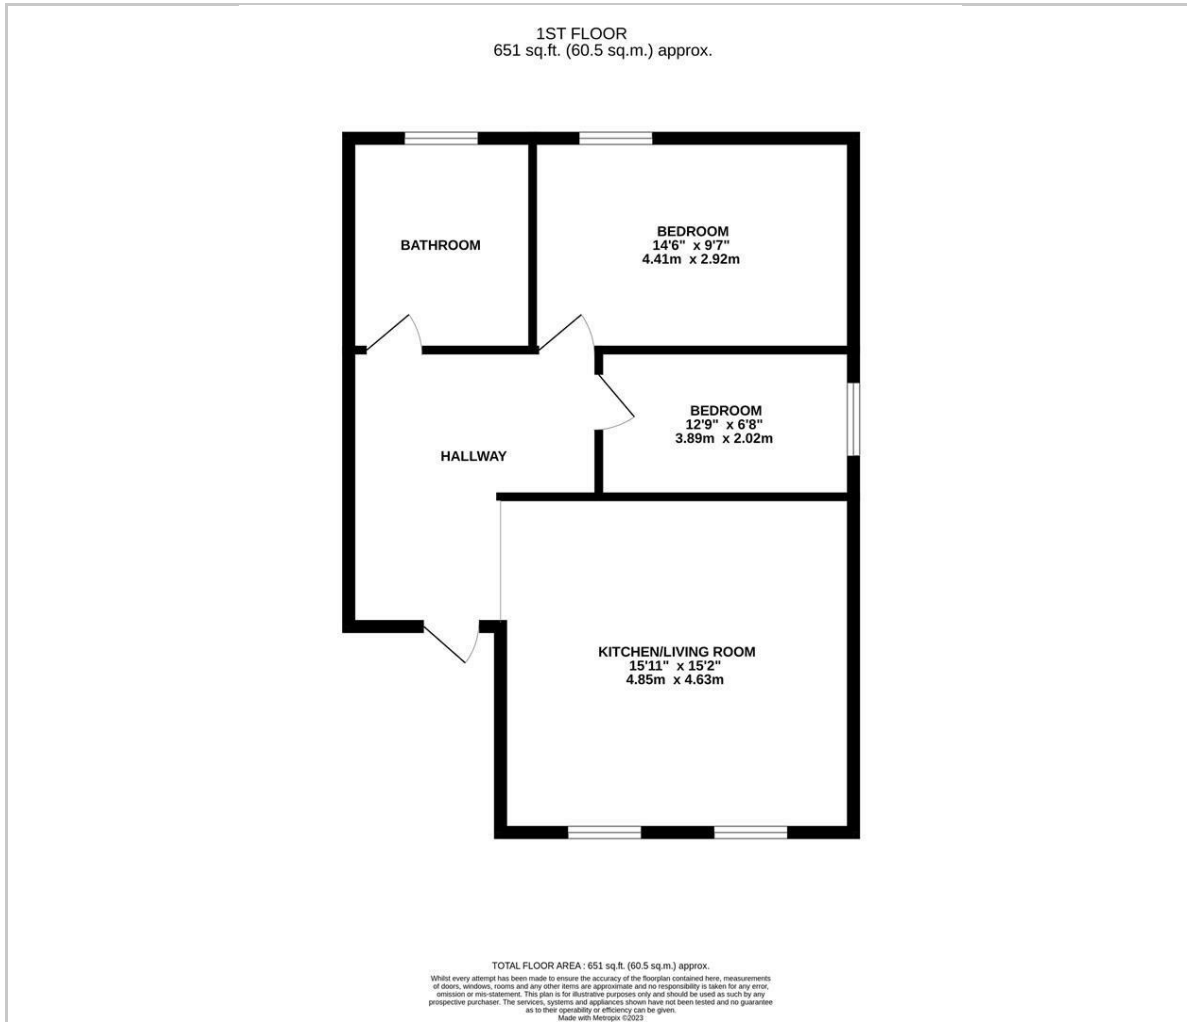 1ST FLOOR
651 sq.ft. (60.5 sq.m.) approx.
BATHROOM
BEDROOM
14'6" x 9'7"
4.41m x 2.92m
BEDROOM
12'9" x 6'8"
3.89m x 2.02m
HALLWAY
KITCHEN/LIVING ROOM
15'11" x 15'2"
4.85m x 4.63m
TOTAL FLOOR AREA : 651 sq.ft. (60.5 sq.m.) approx.
Whilst every attempt has been made to ensure the accuracy of the floorplan contained here, measurements
of doors, windows, rooms and any other items are approximate and no responsibility is taken for any error,
omission or mis-statement. This plan is for illustrative purposes only and should be used as such by any
prospective purchaser. The services, systems and appliances shown have not been tested and no guarantee
as to their operability or efficiency can be given.
Made with Metropix ©2023